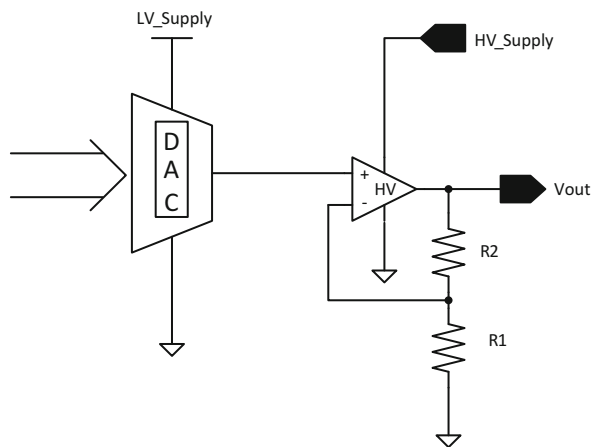 LV_Supply
HV_Supply
D
A
C
+
HV
-
Vout
R2
R1